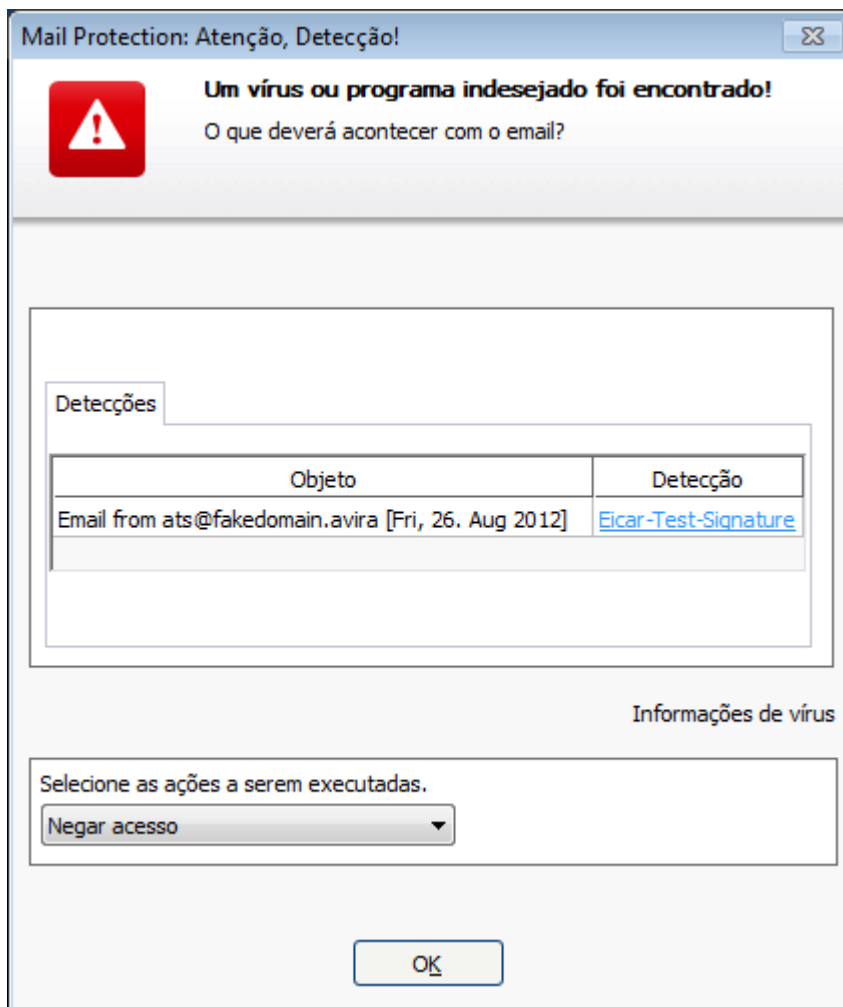 Mail Protection: Atenção, Detecção!
Um vírus ou programa indesejado foi encontrado!
O que deverá acontecer com o email?
Detecções
Objeto Detecção
Email from ats@fakedomain.avira [Fri, 26. Aug 2012] Eicar-Test-Signature
Informações de vírus
Selecione as ações a serem executadas.
Negar acesso
OK